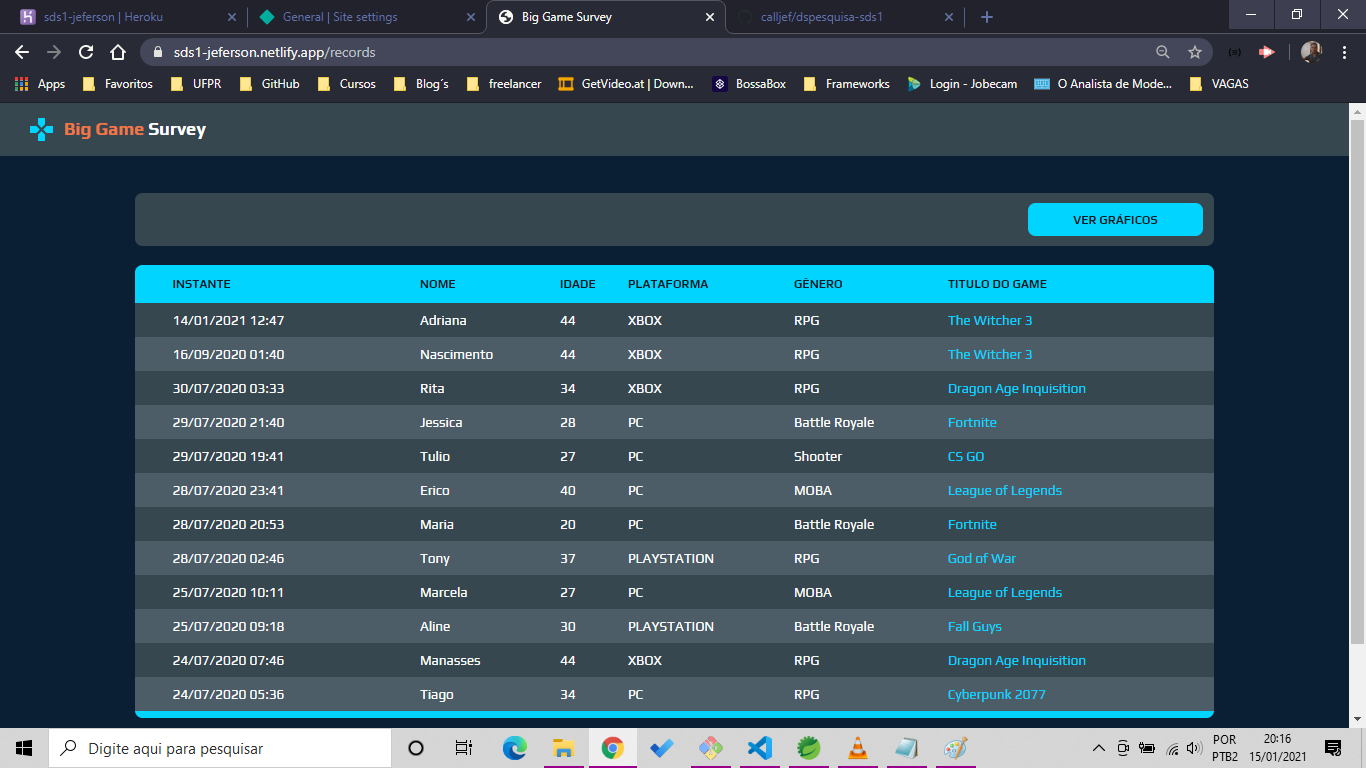 sds1-jeferson | Heroku
General | Site settings
Big Game Survey
calljef/dspesquisa-sds1
sds1-jeferson.netlify.app/records
Apps Favoritos UFPR GitHub Cursos Blog´s freelancer GetVideo.at | Down... BossaBox Frameworks Login - Jobecam O Analista de Mode... VAGAS
Big Game Survey
VER GRÁFICOS
INSTANTE NOME IDADE PLATAFORMA GÊNERO TITULO DO GAME
14/01/2021 12:47 Adriana 44 XBOX RPG The Witcher 3
16/09/2020 01:40 Nascimento 44 XBOX RPG The Witcher 3
30/07/2020 03:33 Rita 34 XBOX RPG Dragon Age Inquisition
29/07/2020 21:40 Jessica 28 PC Battle Royale Fortnite
29/07/2020 19:41 Tulio 27 PC Shooter CS GO
28/07/2020 23:41 Erico 40 PC MOBA League of Legends
28/07/2020 20:53 Maria 20 PC Battle Royale Fortnite
28/07/2020 02:46 Tony 37 PLAYSTATION RPG God of War
25/07/2020 10:11 Marcela 27 PC MOBA League of Legends
25/07/2020 09:18 Aline 30 PLAYSTATION Battle Royale Fall Guys
24/07/2020 07:46 Manasses 44 XBOX RPG Dragon Age Inquisition
24/07/2020 05:36 Tiago 34 PC RPG Cyberpunk 2077
Digite aqui para pesquisar
POR 20:16
PTB2 15/01/2021